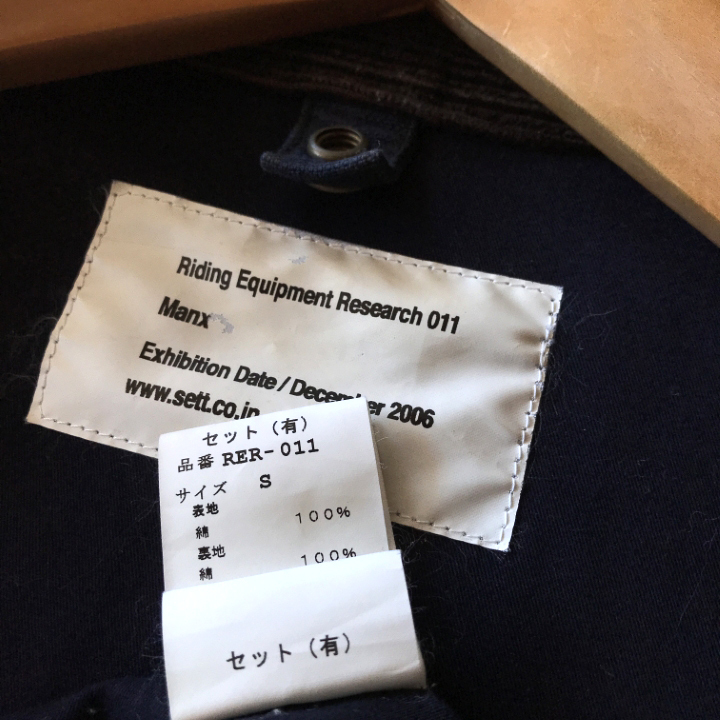 Riding Equipment Research 011
Manx
Exhibition Date / December 2006
www.sett.co.jp
セット（有）
品番 RER-011
サイズ S
表地
綿 100%
裏地
綿 100%
セット（有）